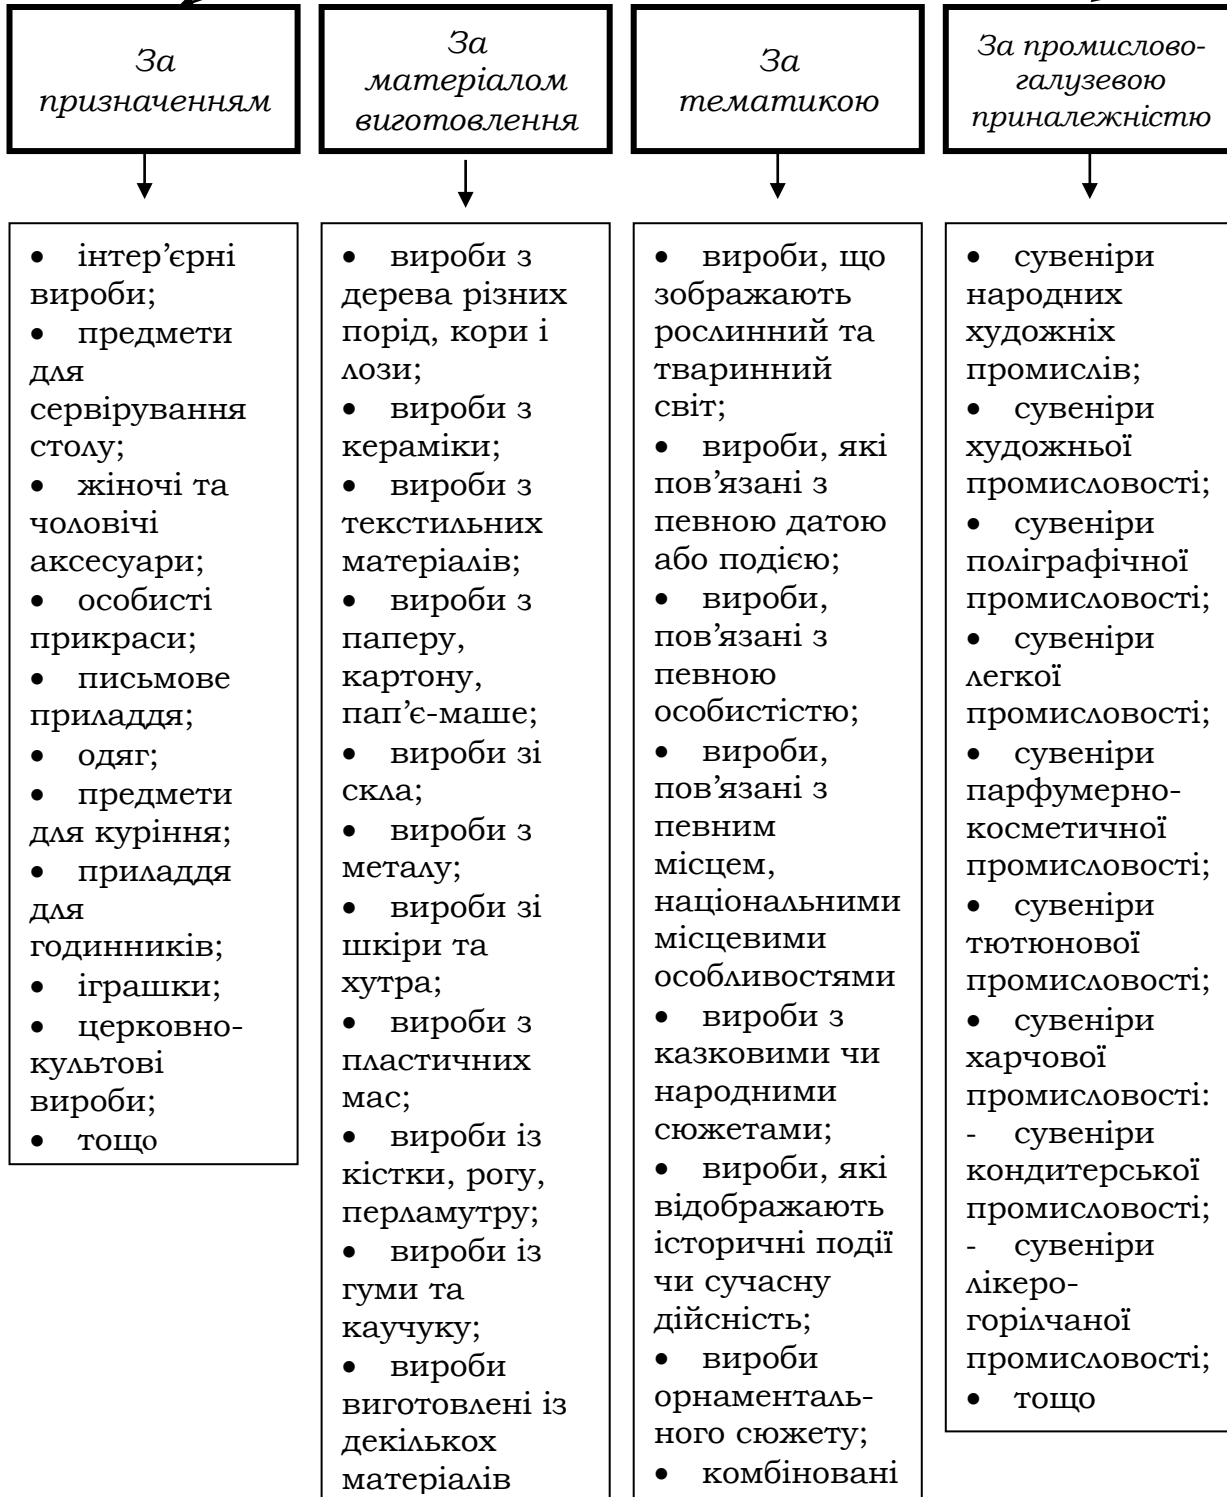 За
призначенням
За
матеріалом
виготовлення
За
тематикою
За промислово-
галузевою
приналежністю
• інтер’єрні
вироби;
• предмети
для
сервірування
столу;
• жіночі та
чоловічі
аксесуари;
• особисті
прикраси;
• письмове
приладдя;
• одяг;
• предмети
для куріння;
• приладдя
для
годинників;
• іграшки;
• церковно-
культові
вироби;
• тощо
• вироби з
дерева різних
порід, кори і
лози;
• вироби з
кераміки;
• вироби з
текстильних
матеріалів;
• вироби з
паперу,
картону,
пап’є-маше;
• вироби зі
скла;
• вироби з
металу;
• вироби зі
шкіри та
хутра;
• вироби з
пластичних
мас;
• вироби із
кістки, рогу,
перламутру;
• вироби із
гуми та
каучуку;
• вироби
виготовлені із
декількох
матеріалів
• вироби, що
зображають
рослинний та
тваринний
світ;
• вироби, які
пов’язані з
певною датою
або подією;
• вироби,
пов’язані з
певною
особистістю;
• вироби,
пов’язані з
певним
місцем,
національними
місцевими
особливостями
• вироби з
казковими чи
народними
сюжетами;
• вироби, які
відображають
історичні події
чи сучасну
дійсність;
• вироби
орнаменталь-
ного сюжету;
• комбіновані
• сувеніри
народних
художніх
промислів;
• сувеніри
художньої
промисловості;
• сувеніри
поліграфічної
промисловості;
• сувеніри
легкої
промисловості;
• сувеніри
парфумерно-
косметичної
промисловості;
• сувеніри
тютюнової
промисловості;
• сувеніри
харчової
промисловості:
- сувеніри
кондитерської
промисловості;
- сувеніри
лікеро-
горілчаної
промисловості;
• тощо